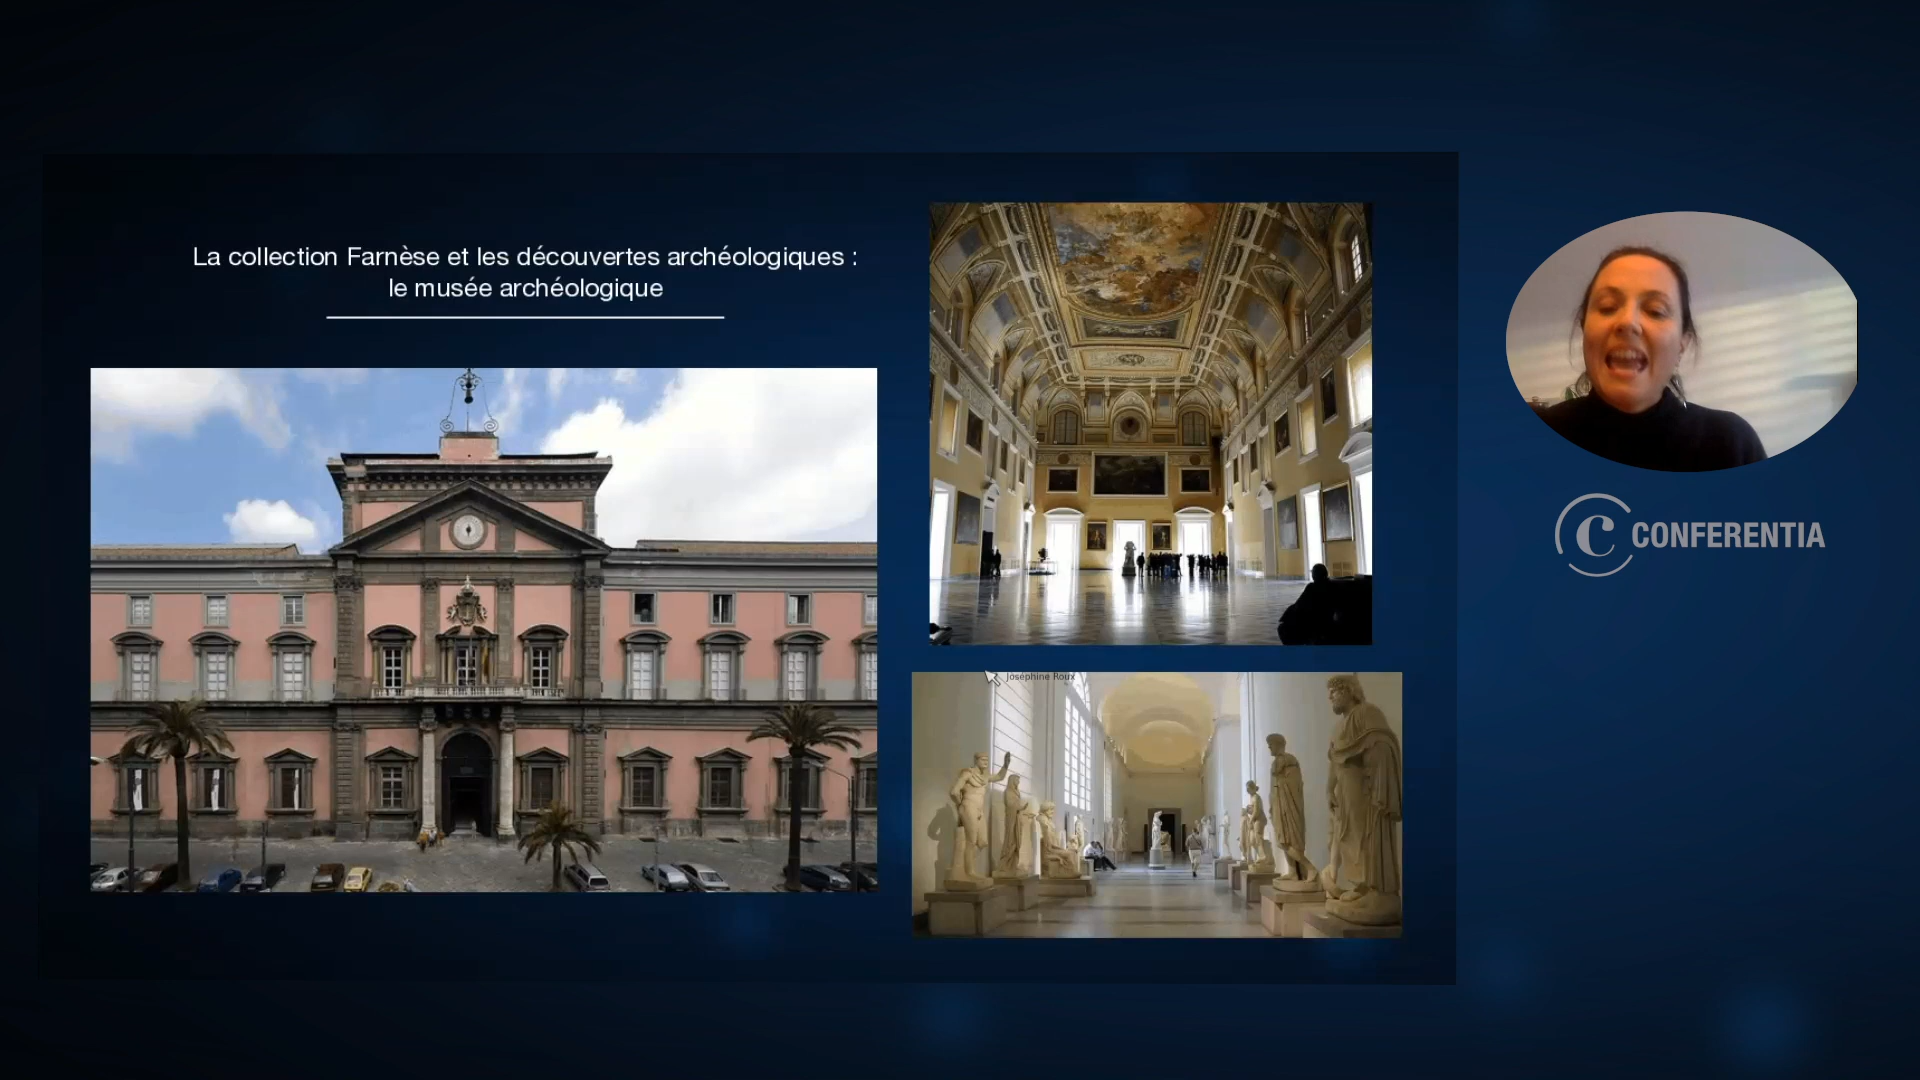 La collection Farnèse et les découvertes archéologiques :
le musée archéologique
Joséphine Roux
C CONFERENTIA